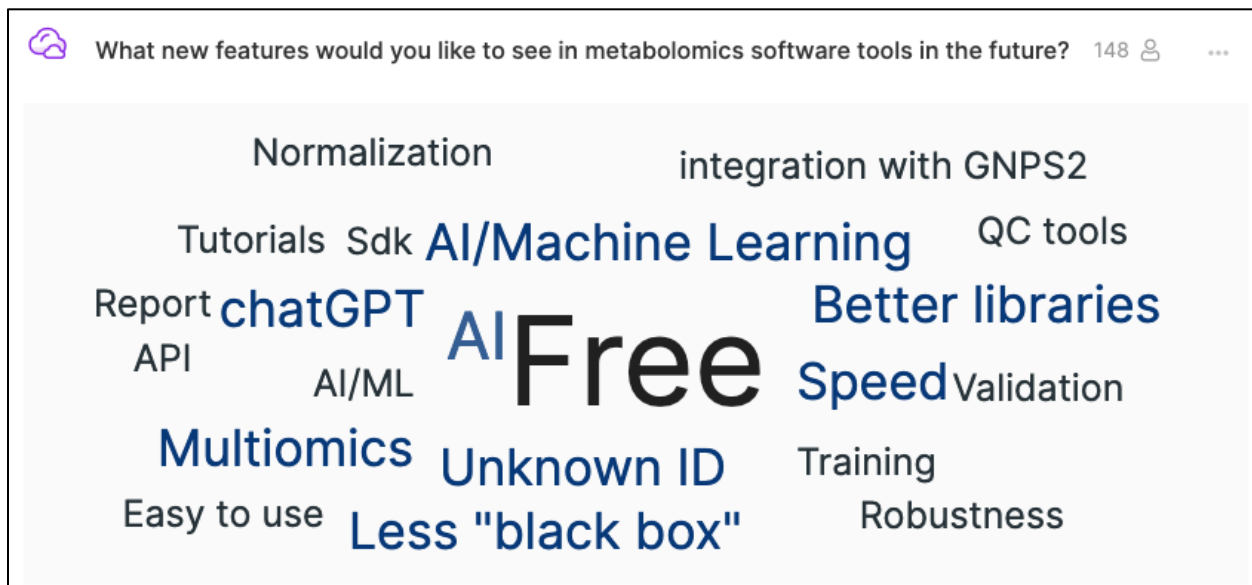 What new features would you like to see in metabolomics software tools in the future? 148
Normalization
integration with GNPS2
Tutorials Sdk AI/Machine Learning QC tools
Report chatGPT AI Free Better libraries
API AI/ML Speed Validation
Multiomics Unknown ID Training
Easy to use Less "black box" Robustness